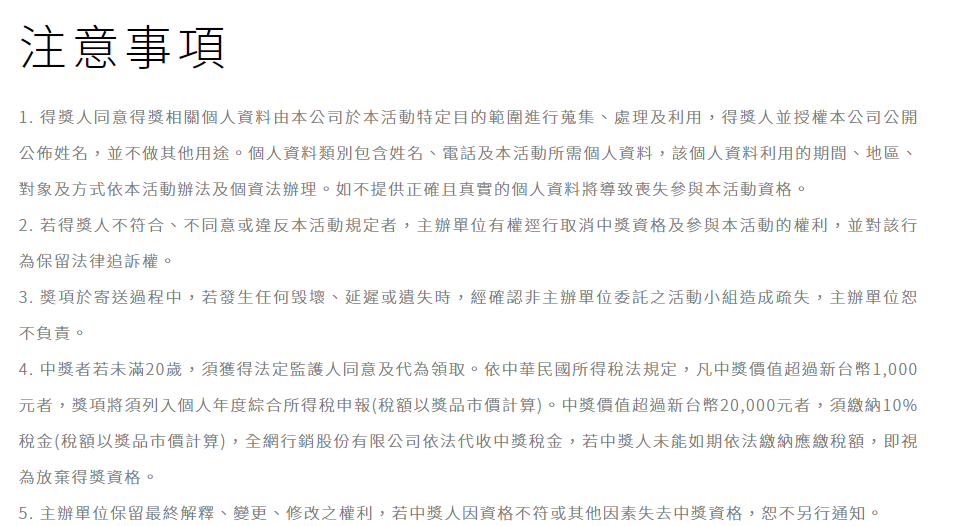 注意事項
1. 得獎人同意得獎相關個人資料由本公司於本活動特定目的範圍進行蒐集、處理及利用，得獎人並授權本公司公開
公佈姓名，並不做其他用途。個人資料類別包含姓名、電話及本活動所需個人資料，該個人資料利用的期間、地區、
對象及方式依本活動辦法及個資法辦理。如不提供正確且真實的個人資料將導致喪失參與本活動資格。
2. 若得獎人不符合、不同意或違反本活動規定者，主辦單位有權逕行取消中獎資格及參與本活動的權利，並對該行
為保留法律追訴權。
3. 獎項於寄送過程中，若發生任何毀壞、延遲或遺失時，經確認非主辦單位委託之活動小組造成疏失，主辦單位恕
不負責。
4. 中獎者若未滿20歲，須獲得法定監護人同意及代為領取。依中華民國所得稅法規定，凡中獎價值超過新台幣1,000
元者，獎項將須列入個人年度綜合所得稅申報(稅額以獎品市價計算)。中獎價值超過新台幣20,000元者，須繳納10%
稅金(稅額以獎品市價計算)，全網行銷股份有限公司依法代收中獎稅金，若中獎人未能如期依法繳納應繳稅額，即視
為放棄得獎資格。
5. 主辦單位保留最終解釋、變更、修改之權利，若中獎人因資格不符或其他因素失去中獎資格，恕不另行通知。